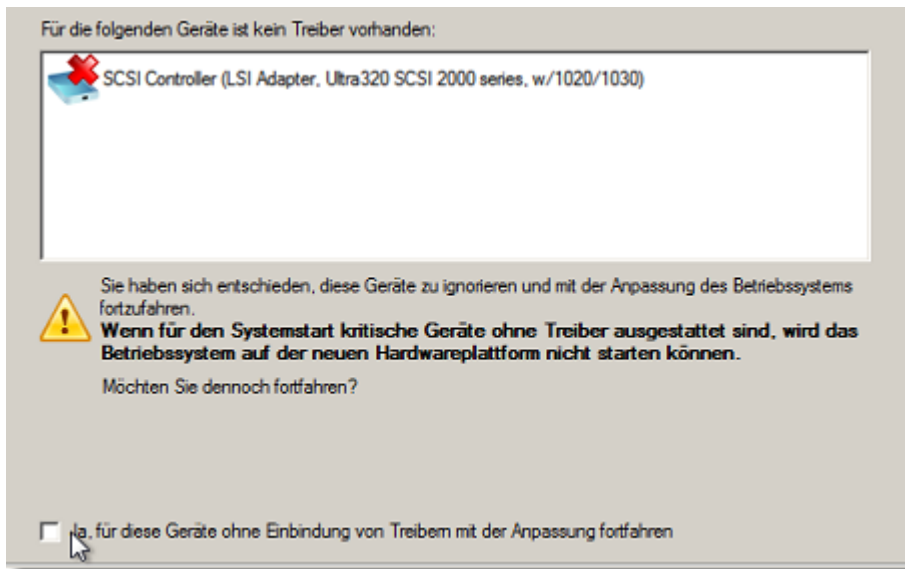 Für die folgenden Geräte ist kein Treiber vorhanden:
SCSI Controller (LSI Adapter, Ultra320 SCSI 2000 series, w/1020/1030)
Sie haben sich entschieden, diese Geräte zu ignorieren und mit der Anpassung des Betriebssystems
fortzufahren.
Wenn für den Systemstart kritische Geräte ohne Treiber ausgestattet sind, wird das
Betriebssystem auf der neuen Hardwareplattform nicht starten können.
Möchten Sie dennoch fortfahren?
Ja, für diese Geräte ohne Einbindung von Treibern mit der Anpassung fortfahren